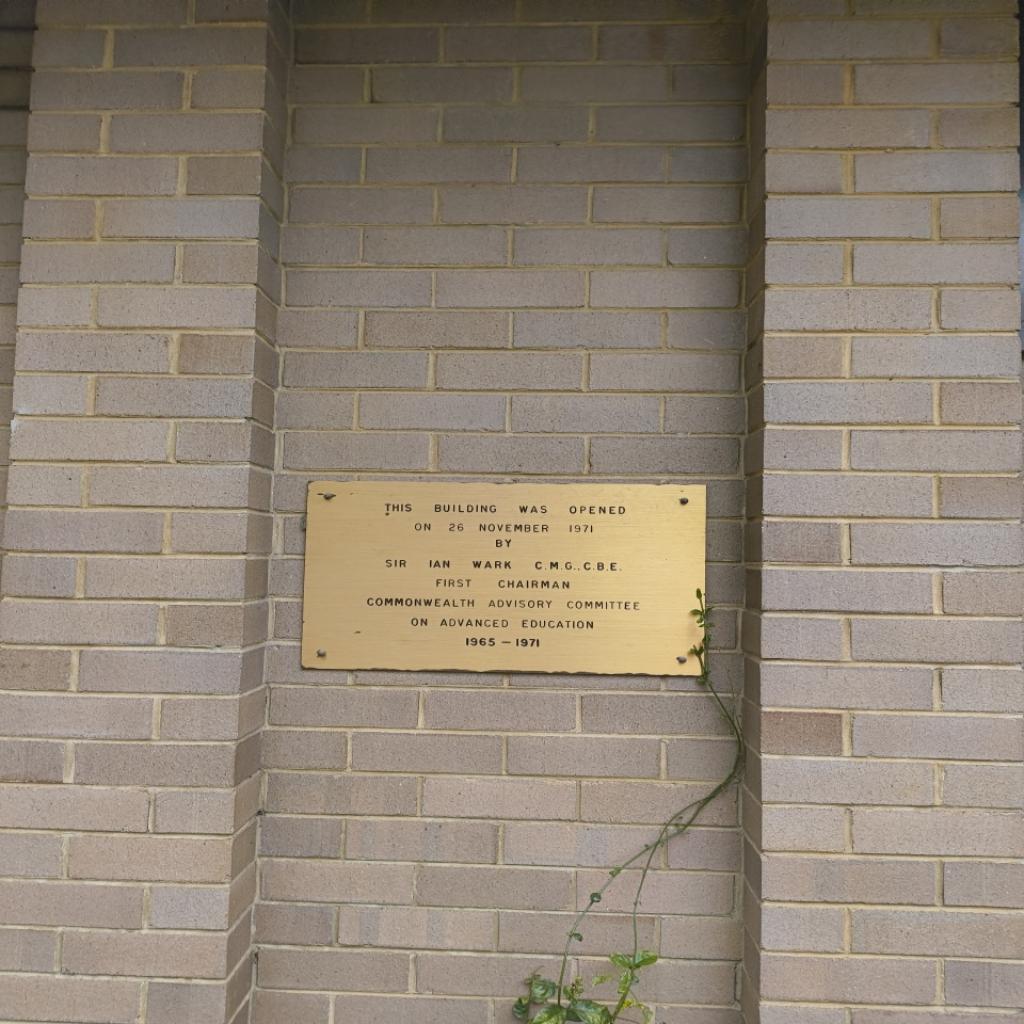 THIS BUILDING WAS OPENED
ON 26 NOVEMBER 1971
BY
SIR IAN WARK C.M.G., C.B.E.
FIRST CHAIRMAN
COMMONWEALTH ADVISORY COMMITTEE
ON ADVANCED EDUCATION
1965 — 1971